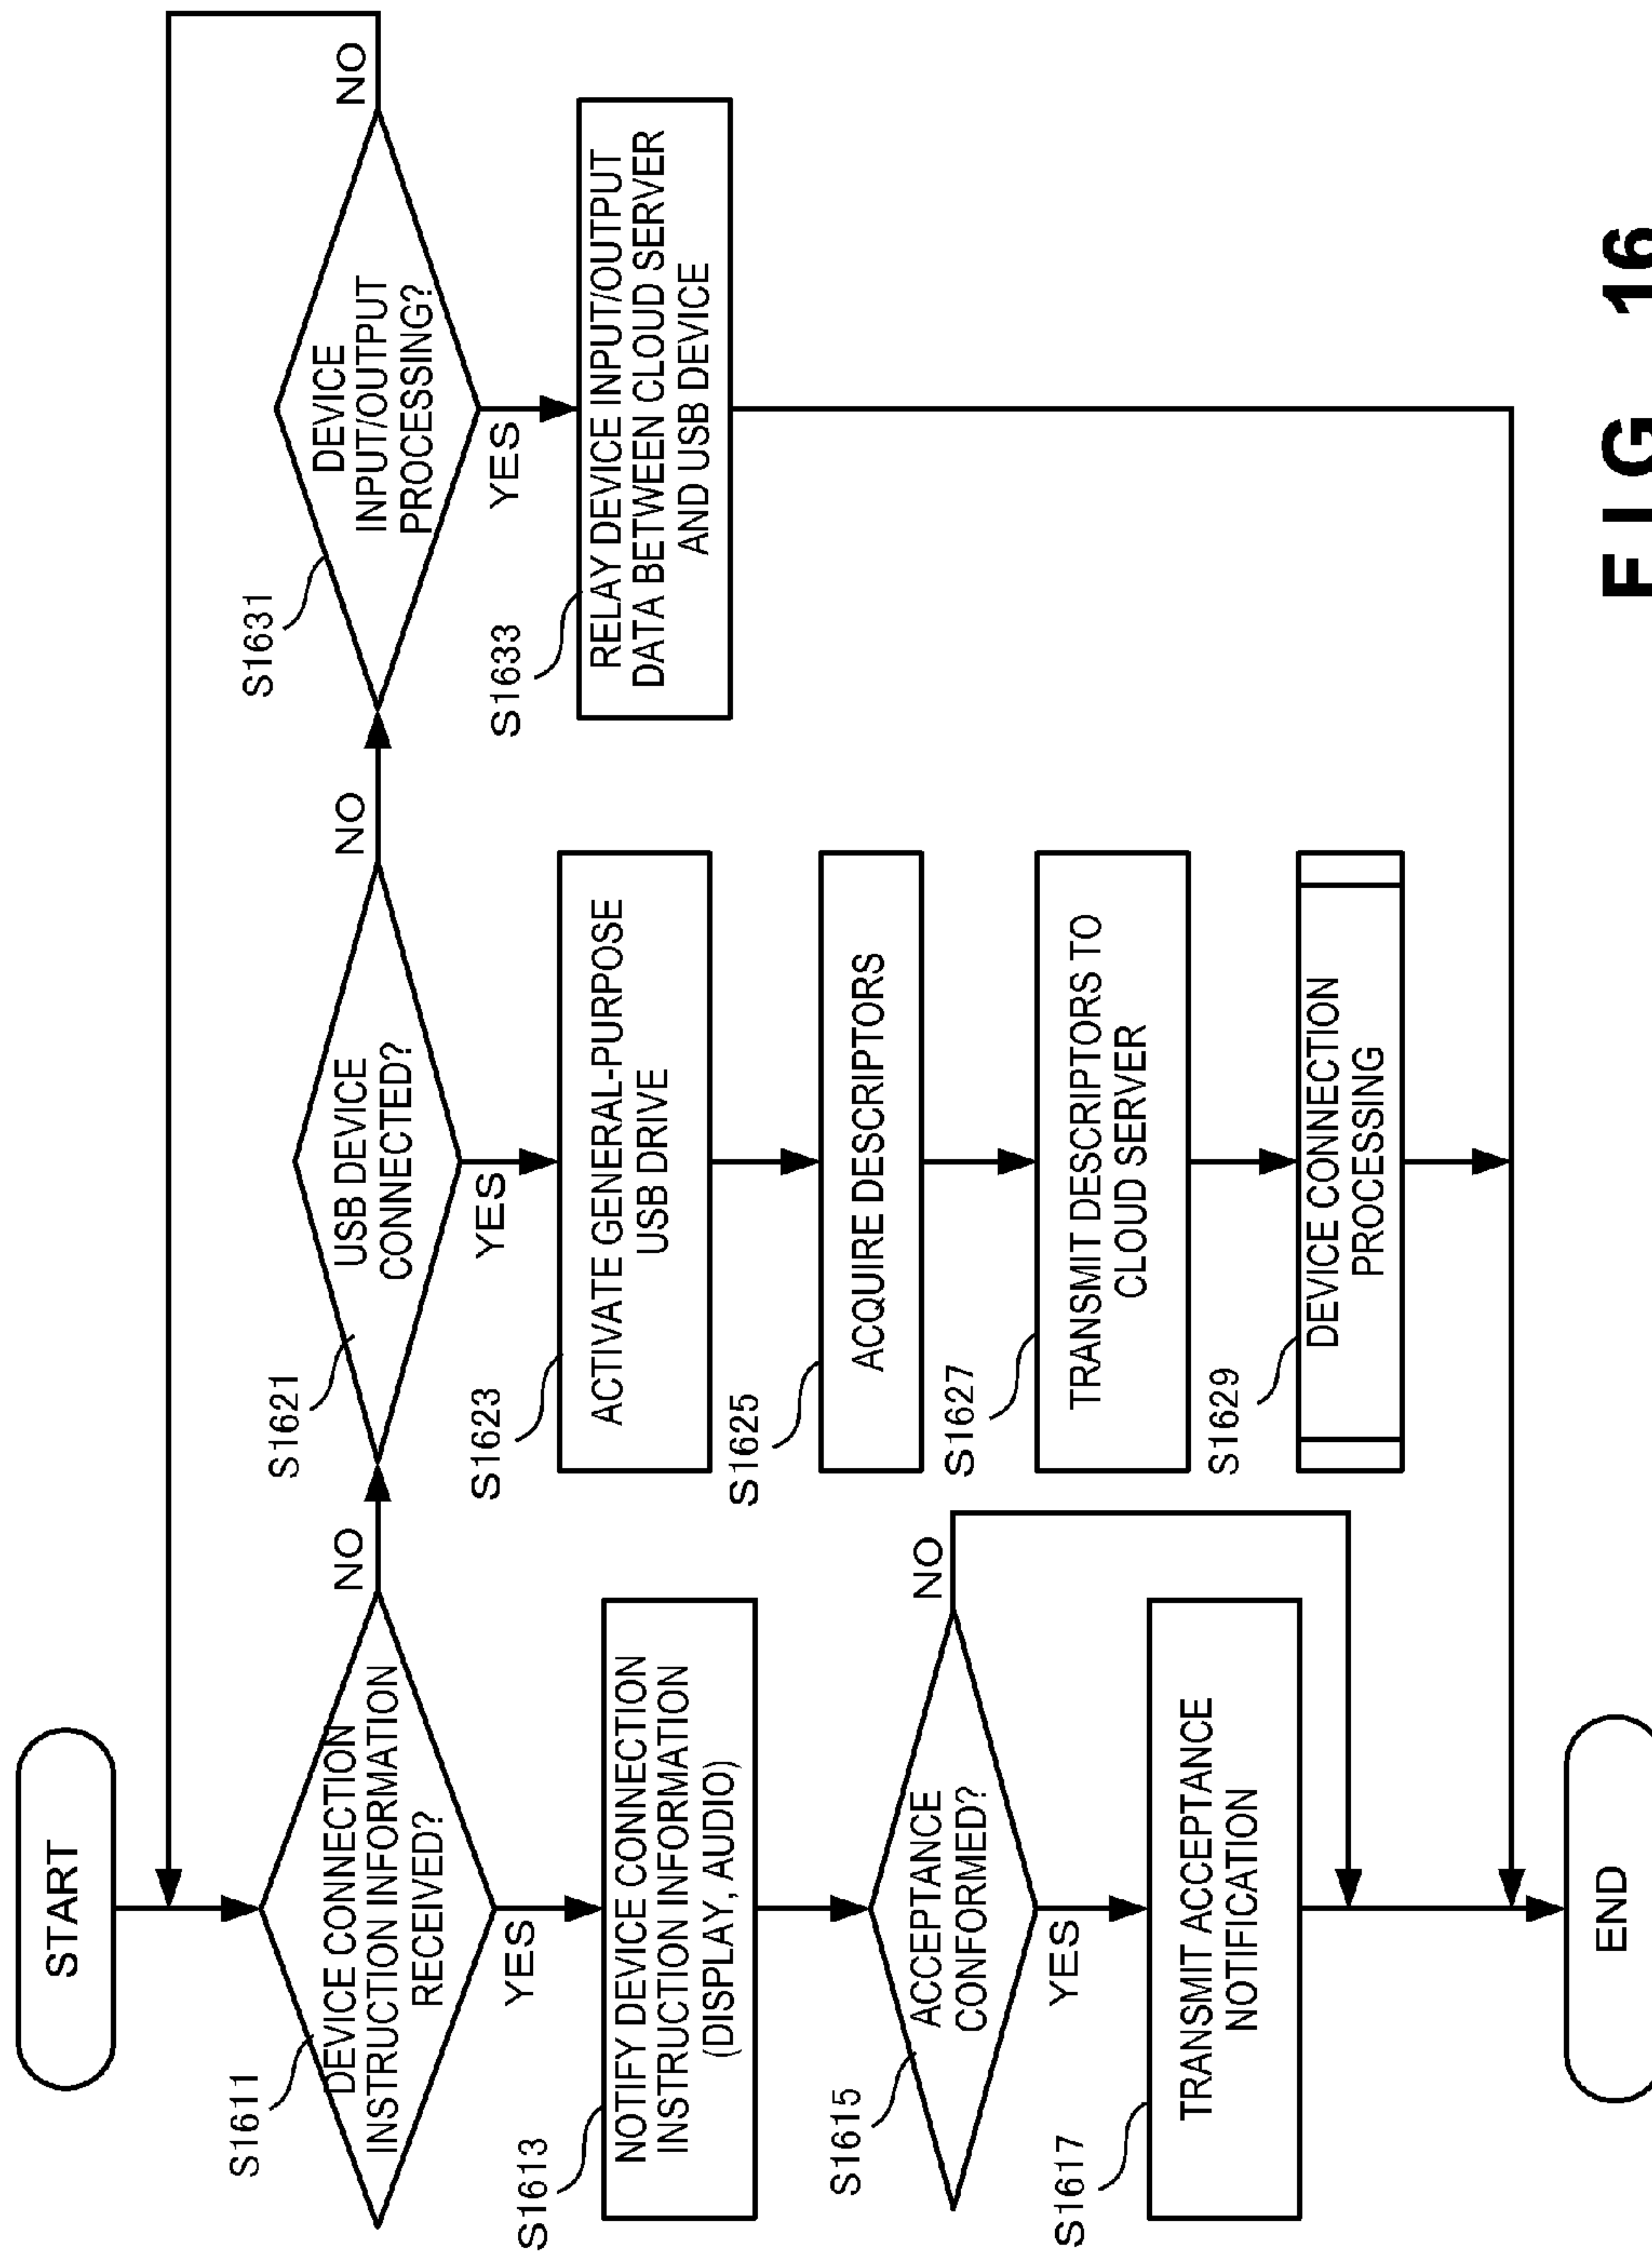 START
S1611
DEVICE CONNECTION
INSTRUCTION INFORMATION
RECEIVED?
NO
YES
S1613
NOTIFY DEVICE CONNECTION
INSTRUCTION INFORMATION
(DISPLAY, AUDIO)
S1615
ACCEPTANCE
CONFORMED?
NO
YES
S1617
TRANSMIT ACCEPTANCE
NOTIFICATION
END
S1621
USB DEVICE
CONNECTED?
NO
YES
S1623
ACTIVATE GENERAL-PURPOSE
USB DRIVE
S1625
ACQUIRE DESCRIPTORS
S1627
TRANSMIT DESCRIPTORS TO
CLOUD SERVER
S1629
DEVICE CONNECTION
PROCESSING
S1631
DEVICE
INPUT/OUTPUT
PROCESSING?
NO
YES
S1633
RELAY DEVICE INPUT/OUTPUT
DATA BETWEEN CLOUD SERVER
AND USB DEVICE
FIG. 16